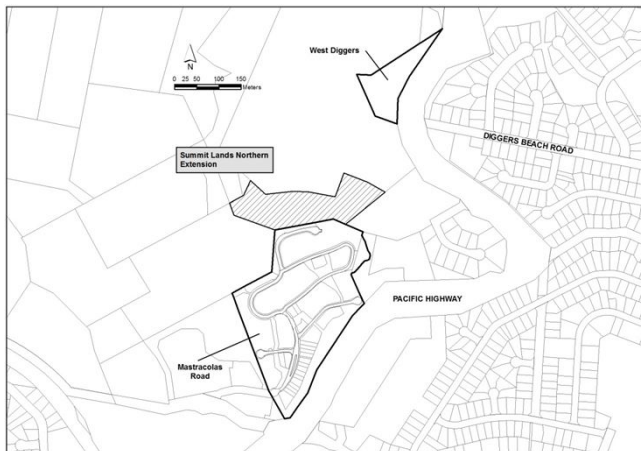 West Diggers
N
0 25 50 100 150
Meters
DIGGERS BEACH ROAD
Summit Lands Northern
Extension
PACIFIC HIGHWAY
Mastracolas
Road